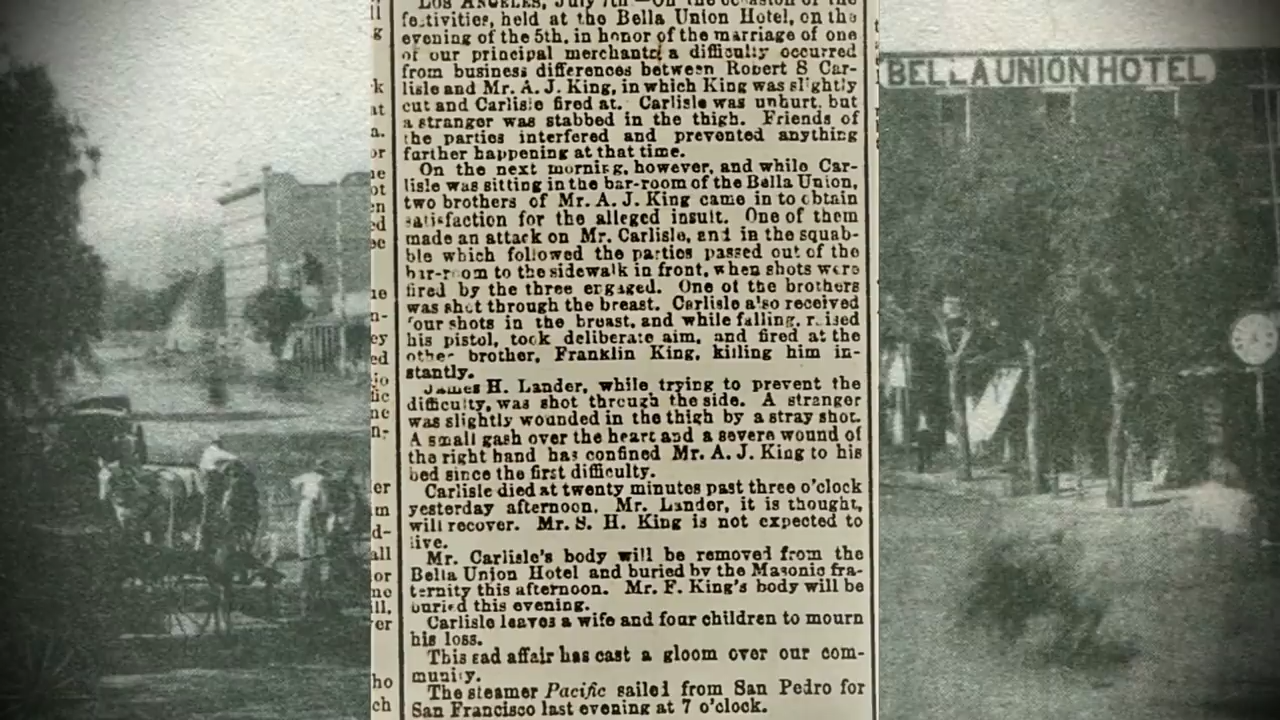 LOS ANGELES, July 7th—On the occasion of the
festivities, held at the Bella Union Hotel, on the
evening of the 5th, in honor of the marriage of one
of our principal merchants, a difficulty occurred
from business differences between Robert S Car-
lisle and Mr. A. J. King, in which King was slightly
cut and Carlisle fired at. Carlisle was unhurt, but
a stranger was stabbed in the thigh. Friends of
the parties interfered and prevented anything
farther happening at that time.
On the next morning, however, and while Car-
lisle was sitting in the bar-room of the Bella Union,
two brothers of Mr. A. J. King came in to obtain
satisfaction for the alleged insult. One of them
made an attack on Mr. Carlisle, and in the squab-
ble which followed the parties passed out of the
bar-room to the sidewalk in front, when shots were
fired by the three engaged. One of the brothers
was shot through the breast. Carlisle also received
four shots in the breast, and while falling, raised
his pistol, took deliberate aim, and fired at the
other brother, Franklin King, killing him in-
stantly.
James H. Lander, while trying to prevent the
difficulty, was shot through the side. A stranger
was slightly wounded in the thigh by a stray shot.
A small gash over the heart and a severe wound of
the right hand has confined Mr. A. J. King to his
bed since the first difficulty.
Carlisle died at twenty minutes past three o'clock
yesterday afternoon. Mr. Lander, it is thought,
will recover. Mr. S. H. King is not expected to
live.
Mr. Carlisle's body will be removed from the
Bella Union Hotel and buried by the Masonic fra-
ternity this afternoon. Mr. F. King's body will be
buried this evening.
Carlisle leaves a wife and four children to mourn
his loss.
This sad affair has cast a gloom over our com-
munity.
The steamer Pacific sailed from San Pedro for
San Francisco last evening at 7 o'clock.
BELLA UNION HOTEL